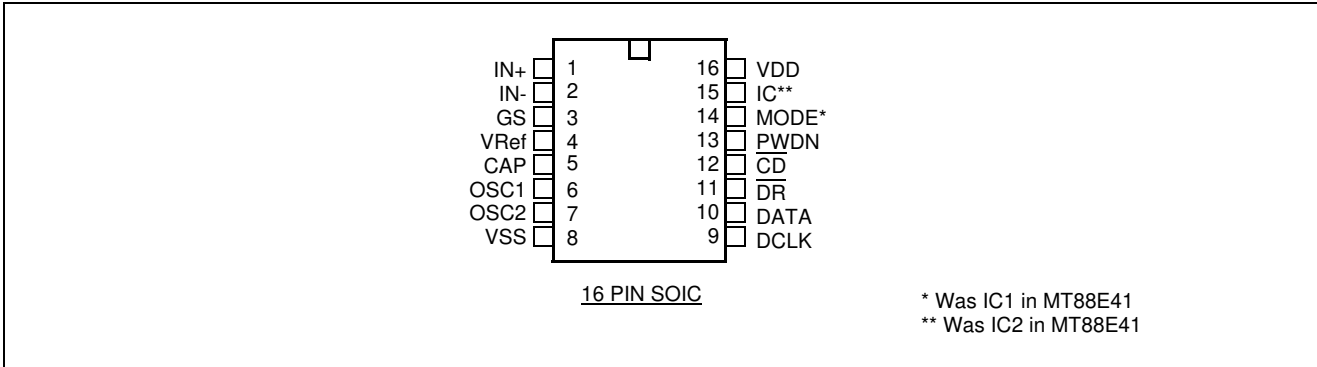 IN+ 1 16 VDD
IN- 2 15 IC**
GS 3 14 MODE*
VRef 4 13 PWDN
CAP 5 12 C̅D̅
OSC1 6 11 D̅R̅
OSC2 7 10 DATA
VSS 8 9 DCLK
16 PIN SOIC
* Was IC1 in MT88E41
** Was IC2 in MT88E41